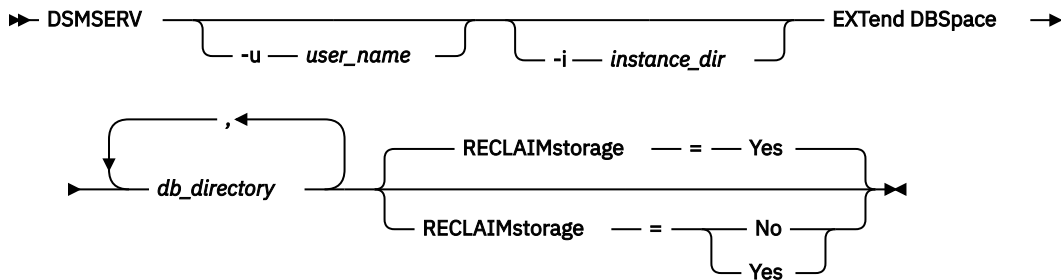 DSMSERV -u user_name -i instance_dir EXTend DBSpace
,
db_directory
RECLAIMstorage = Yes
RECLAIMstorage = No
Yes